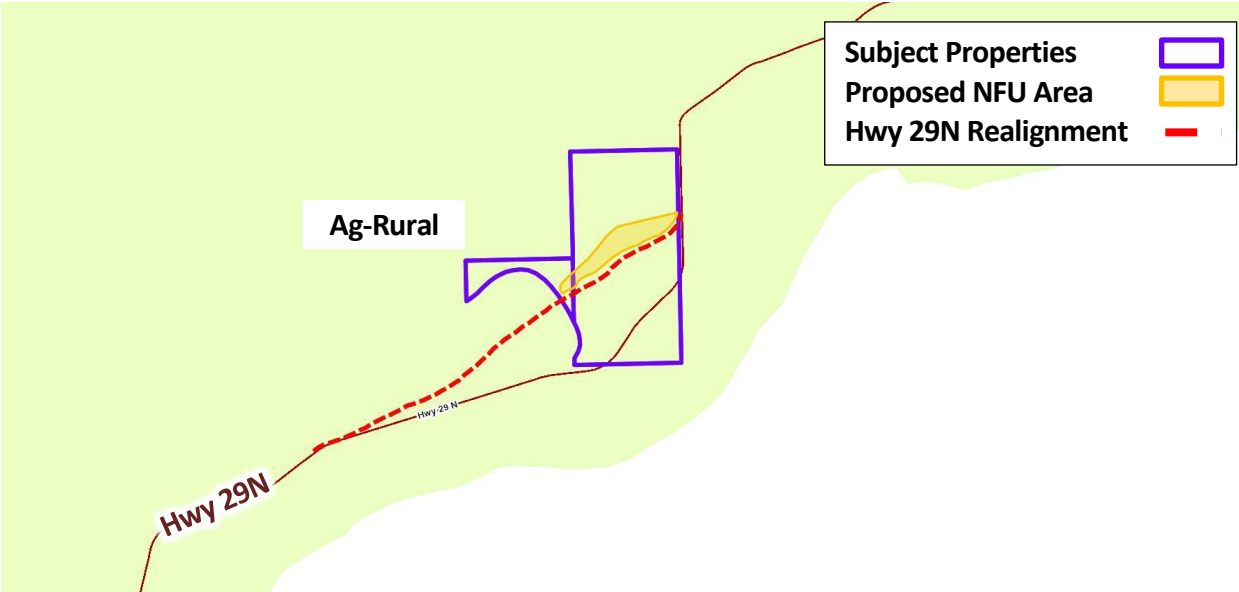 Subject Properties
Proposed NFU Area
Hwy 29N Realignment
Ag-Rural
Hwy 29 N
Hwy 29N